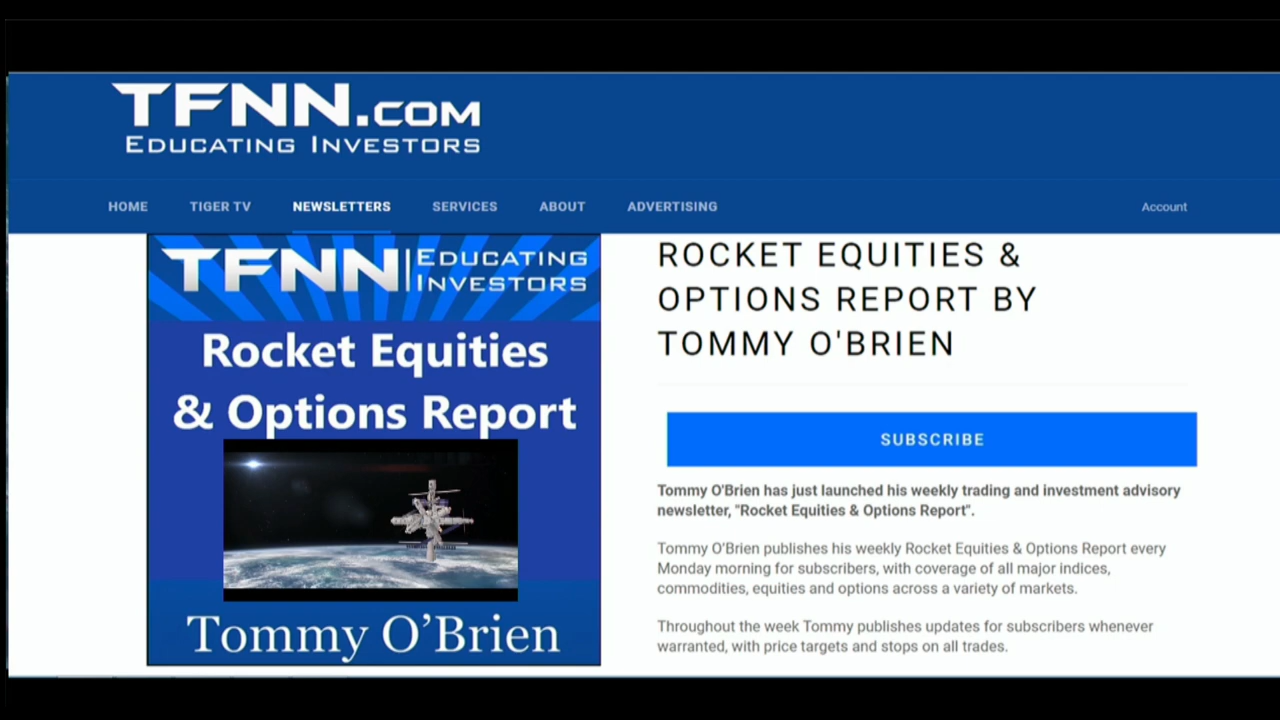 TFNN.COM
EDUCATING INVESTORS
HOME TIGER TV NEWSLETTERS SERVICES ABOUT ADVERTISING Account
TFNN EDUCATING
INVESTORS
Rocket Equities
& Options Report
Tommy O’Brien
ROCKET EQUITIES &
OPTIONS REPORT BY
TOMMY O'BRIEN
SUBSCRIBE
Tommy O'Brien has just launched his weekly trading and investment advisory
newsletter, "Rocket Equities & Options Report".
Tommy O’Brien publishes his weekly Rocket Equities & Options Report every
Monday morning for subscribers, with coverage of all major indices,
commodities, equities and options across a variety of markets.
Throughout the week Tommy publishes updates for subscribers whenever
warranted, with price targets and stops on all trades.